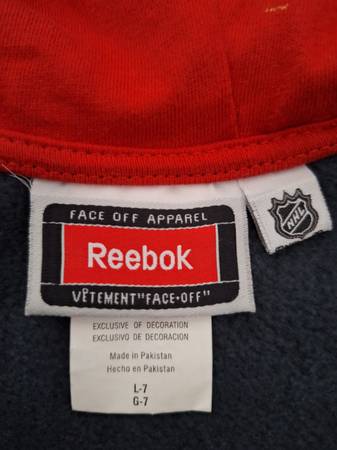 FACE OFF APPAREL
Reebok
NHL
VÊTEMENT "FACE-OFF"
EXCLUSIVE OF DECORATION
EXCLUSIVO DE DECORACION
Made in Pakistan
Hecho en Pakistan
L-7
G-7